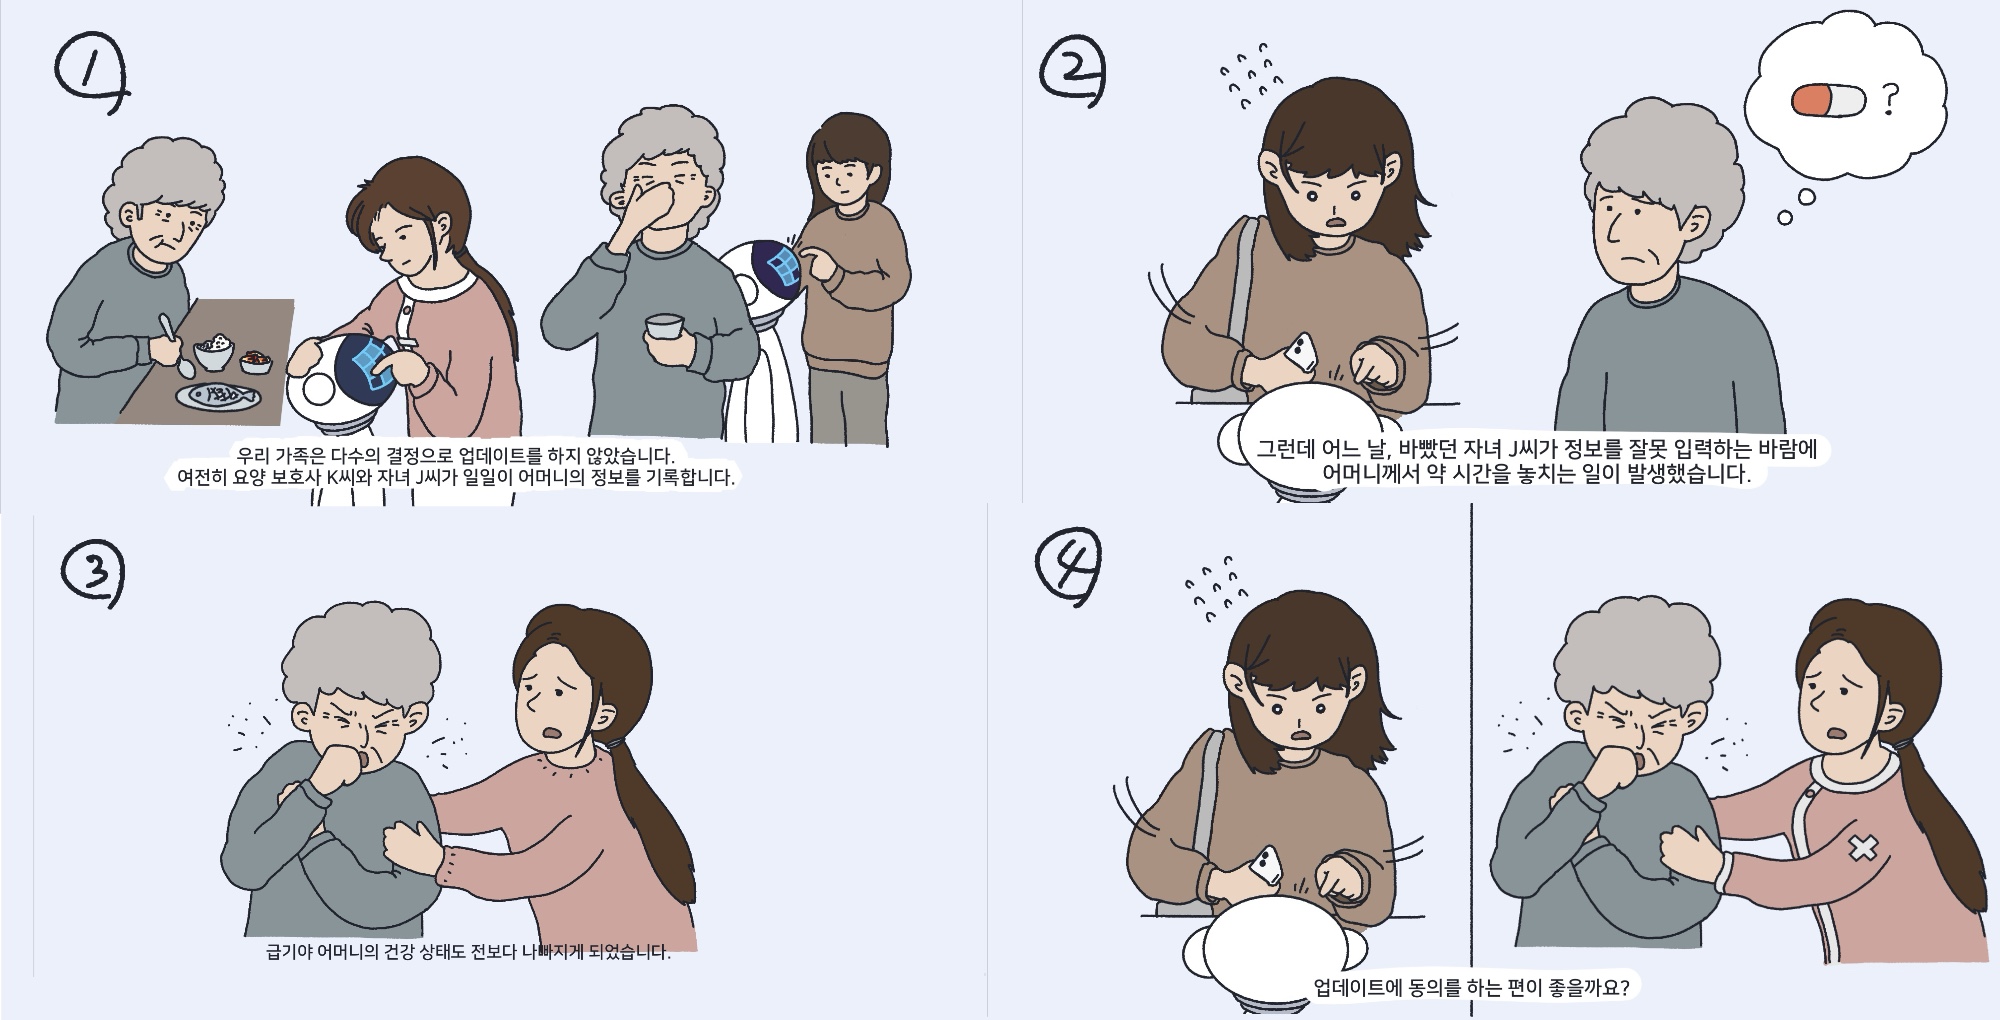 1
우리 가족은 다수의 결정으로 업데이트를 하지 않았습니다.
여전히 요양 보호사 K씨와 자녀 J씨가 일일이 어머니의 정보를 기록합니다.
2
?
그런데 어느 날, 바빴던 자녀 J씨가 정보를 잘못 입력하는 바람에
어머니께서 약 시간을 놓치는 일이 발생했습니다.
3
급기야 어머니의 건강 상태도 전보다 나빠지게 되었습니다.
4
업데이트에 동의를 하는 편이 좋을까요?